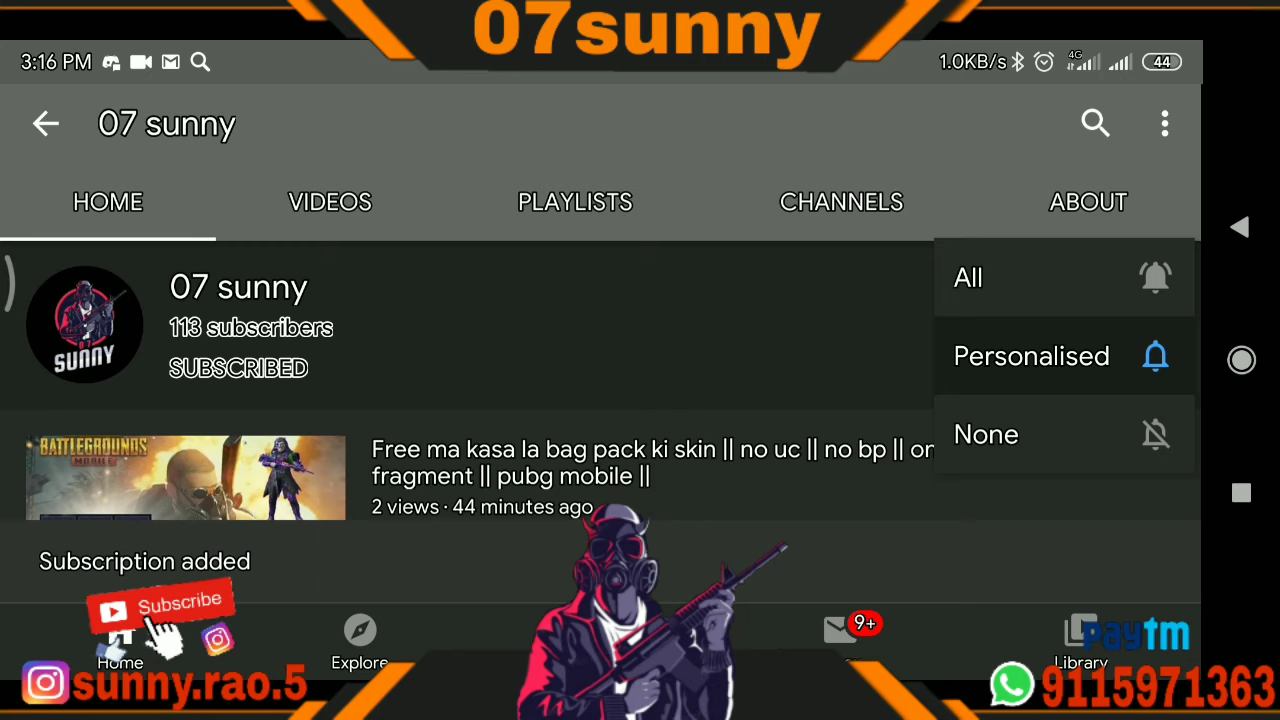 07sunny
3:16 PM
1.0KB/s 4G 44
07 sunny
HOME VIDEOS PLAYLISTS CHANNELS ABOUT
07 sunny
113 subscribers
SUBSCRIBED
07
SUNNY
All
Personalised
None
BATTLEGROUNDS
MOBILE
Free ma kasa la bag pack ki skin || no uc || no bp || on
fragment || pubg mobile ||
2 views · 44 minutes ago
Subscription added
Subscribe
9+
paytm
Home Explore Library
sunny.rao.5
9115971363